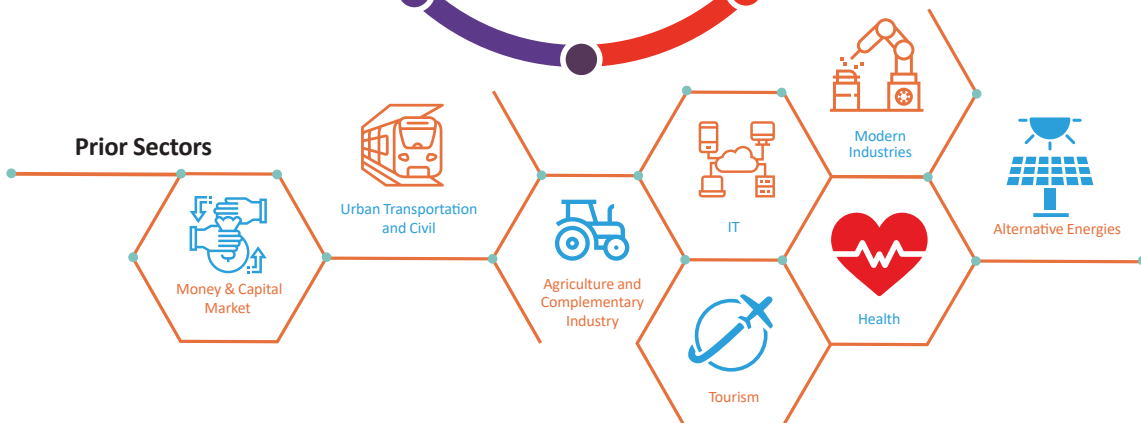 Prior Sectors
Money & Capital
Market
Urban Transportation
and Civil
Agriculture and
Complementary
Industry
IT
Tourism
Modern
Industries
Health
Alternative Energies